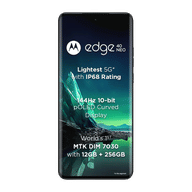 motorola edge 40
NEO
Lightest 5G*
with IP68 Rating
144Hz 10-bit
pOLED Curved
Display
World's 1st
MTK DIM 7030
with 12GB + 256GB